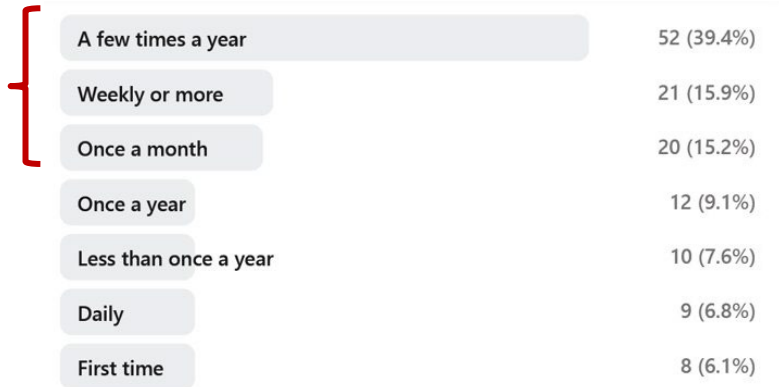 A few times a year 52 (39.4%)
Weekly or more 21 (15.9%)
Once a month 20 (15.2%)
Once a year 12 (9.1%)
Less than once a year 10 (7.6%)
Daily 9 (6.8%)
First time 8 (6.1%)